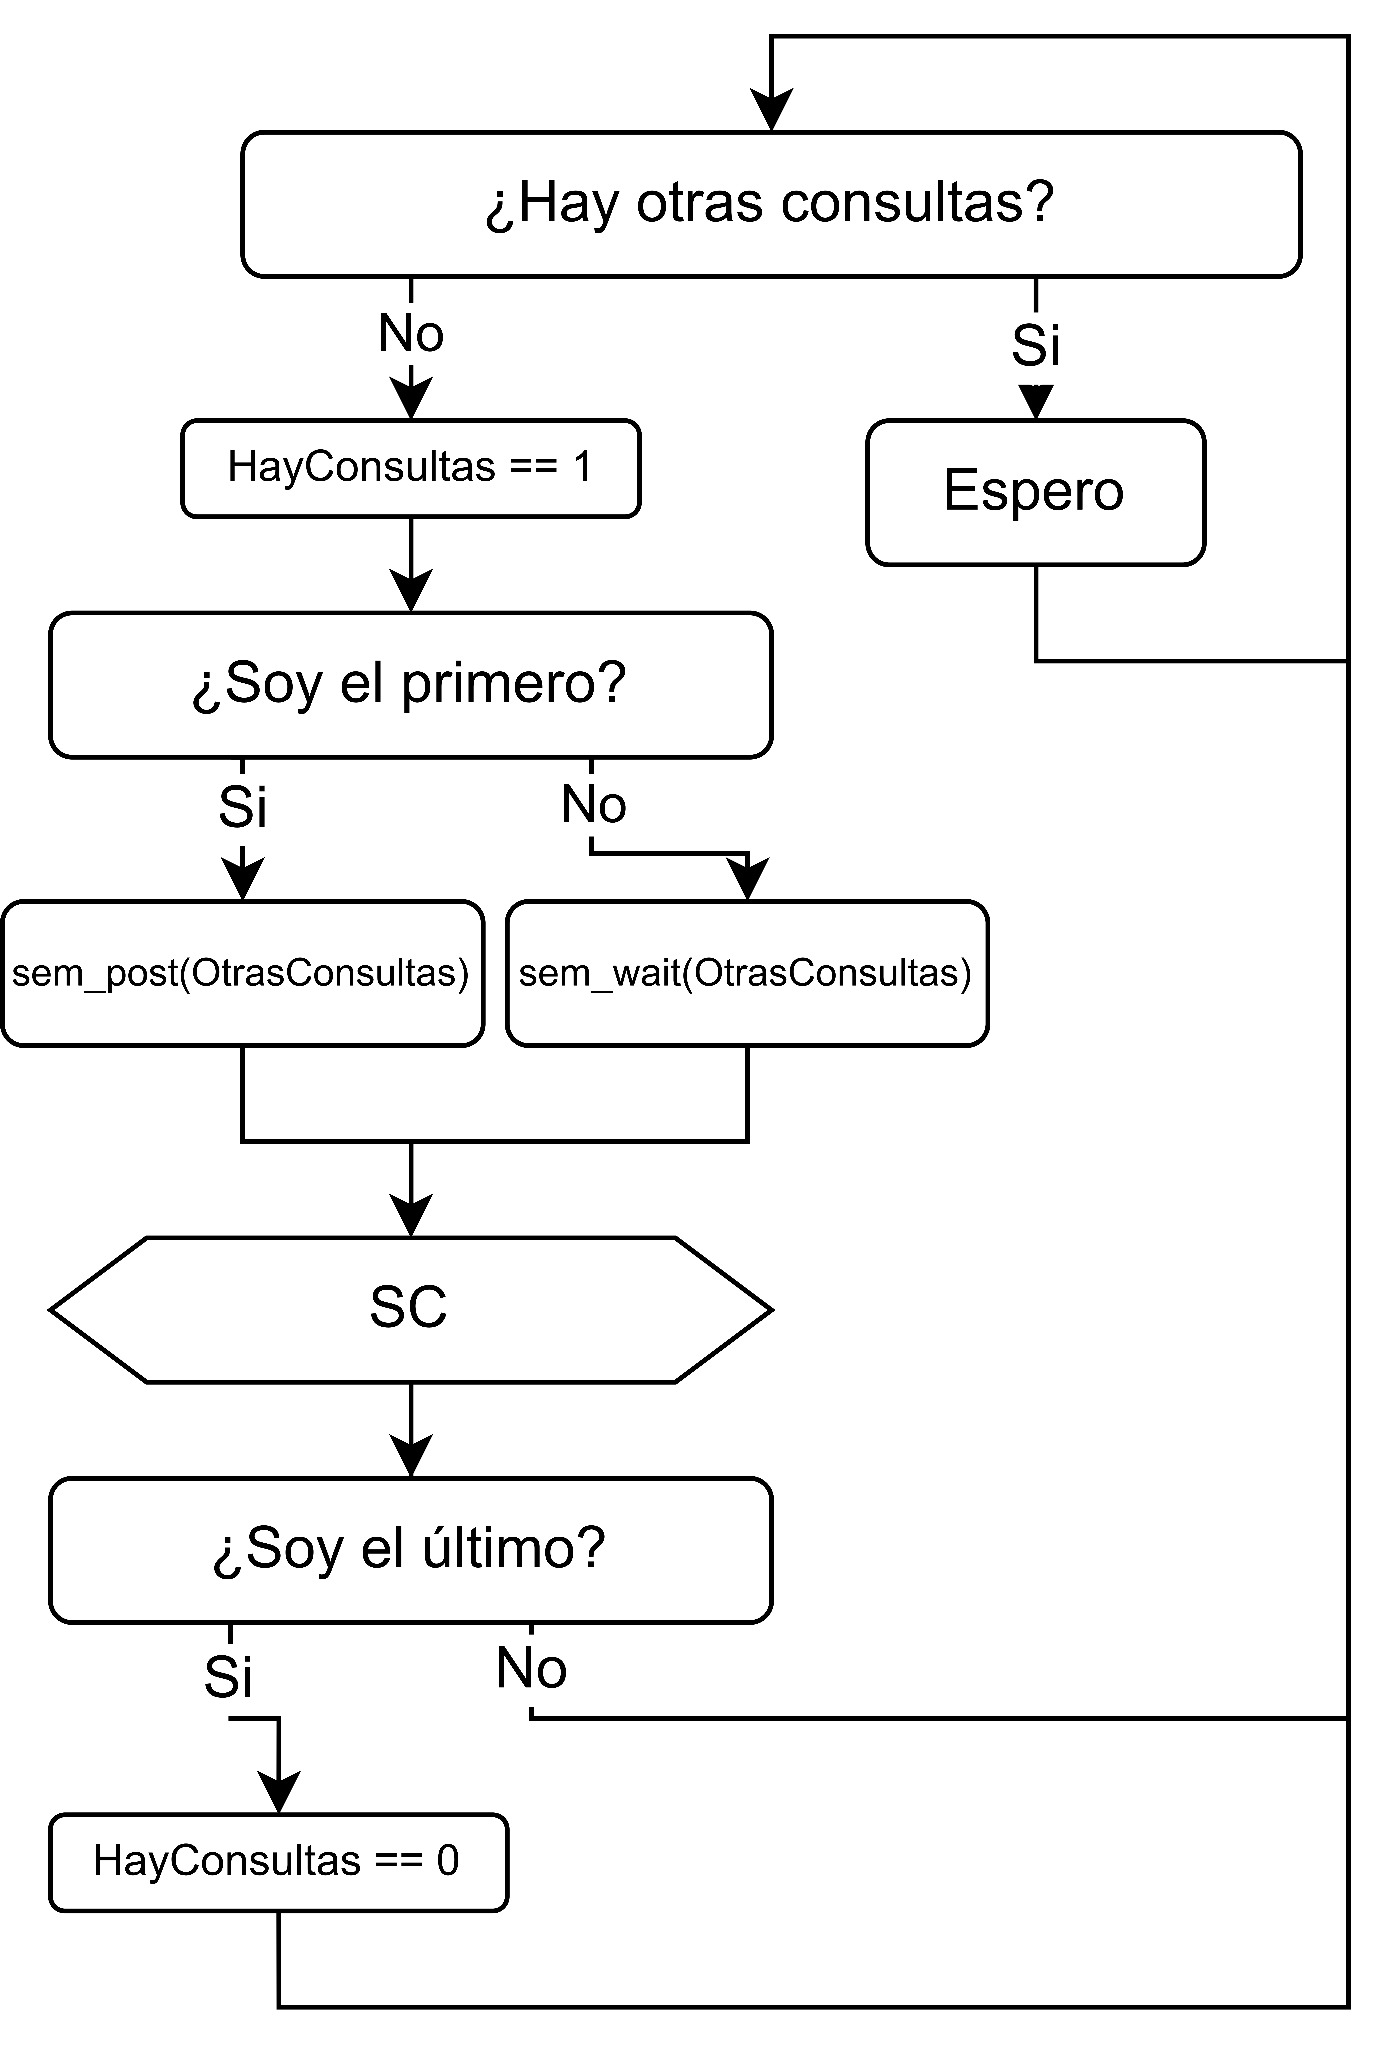 ¿Hay otras consultas?
No
Si
HayConsultas == 1
Espero
¿Soy el primero?
Si
No
sem_post(OtrasConsultas)
sem_wait(OtrasConsultas)
SC
¿Soy el último?
Si
No
HayConsultas == 0